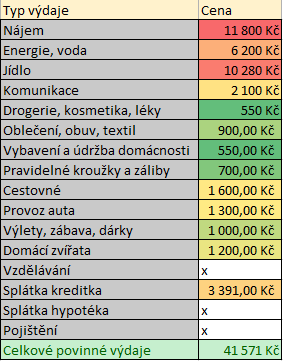 Typ výdaje Cena
Nájem 11 800 Kč
Energie, voda 6 200 Kč
Jídlo 10 280 Kč
Komunikace 2 100 Kč
Drogerie, kosmetika, léky 550 Kč
Oblečení, obuv, textil 900,00 Kč
Vybavení a údržba domácnosti 550,00 Kč
Pravidelné kroužky a záliby 700,00 Kč
Cestovné 1 600,00 Kč
Provoz auta 1 300,00 Kč
Výlety, zábava, dárky 1 000,00 Kč
Domácí zvířata 1 200,00 Kč
Vzdělávání x
Splátka kreditka 3 391,00 Kč
Splátka hypotéka x
Pojištění x
Celkové povinné výdaje 41 571 Kč